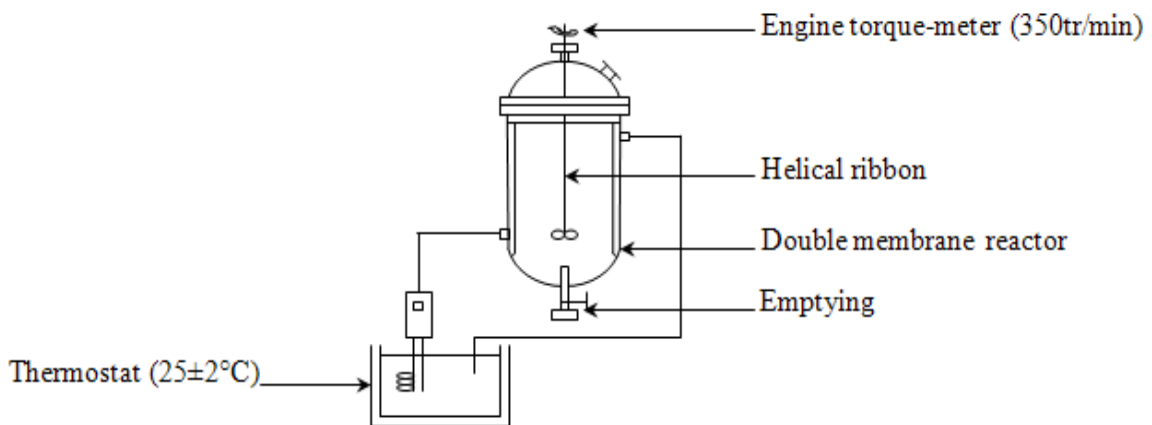 Engine torque-meter (350tr/min)
Helical ribbon
Double membrane reactor
Emptying
Thermostat (25±2°C)